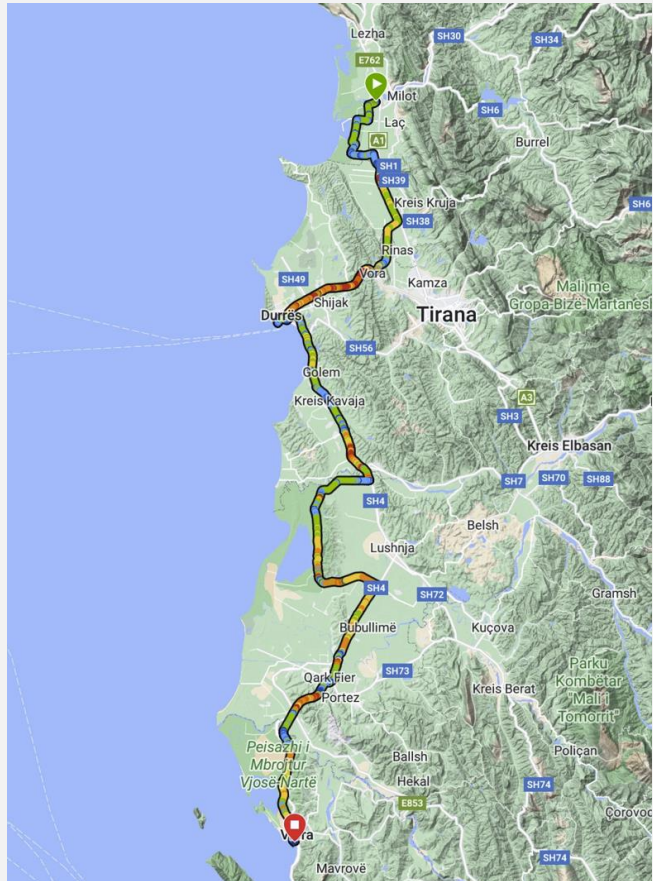 Lezha
SH30
SH34
E762
Milot
SH6
Laç
A1
Burrel
SH1
SH39
Kreis Kruja
SH6
SH38
Rinas
Vora
Kamza
SH49
Mali me
Gropa-Bizë-Martanesh
Shijak
Durrës
Tirana
SH56
Golem
A3
Kreis Kavaja
SH3
Kreis Elbasan
SH7
SH70
SH88
SH4
Belsh
Lushnja
SH4
SH72
Gramsh
Bubullimë
Kuçova
SH73
Qark Fier
Portez
Kreis Berat
Parku
Kombëtar
"Mali i
Tomorrit"
Peisazhi i
Mbrojtur
Vjosë-Nartë
Ballsh
Poliçan
Hekal
SH74
E853
Çorovod
SH74
Mavrovë